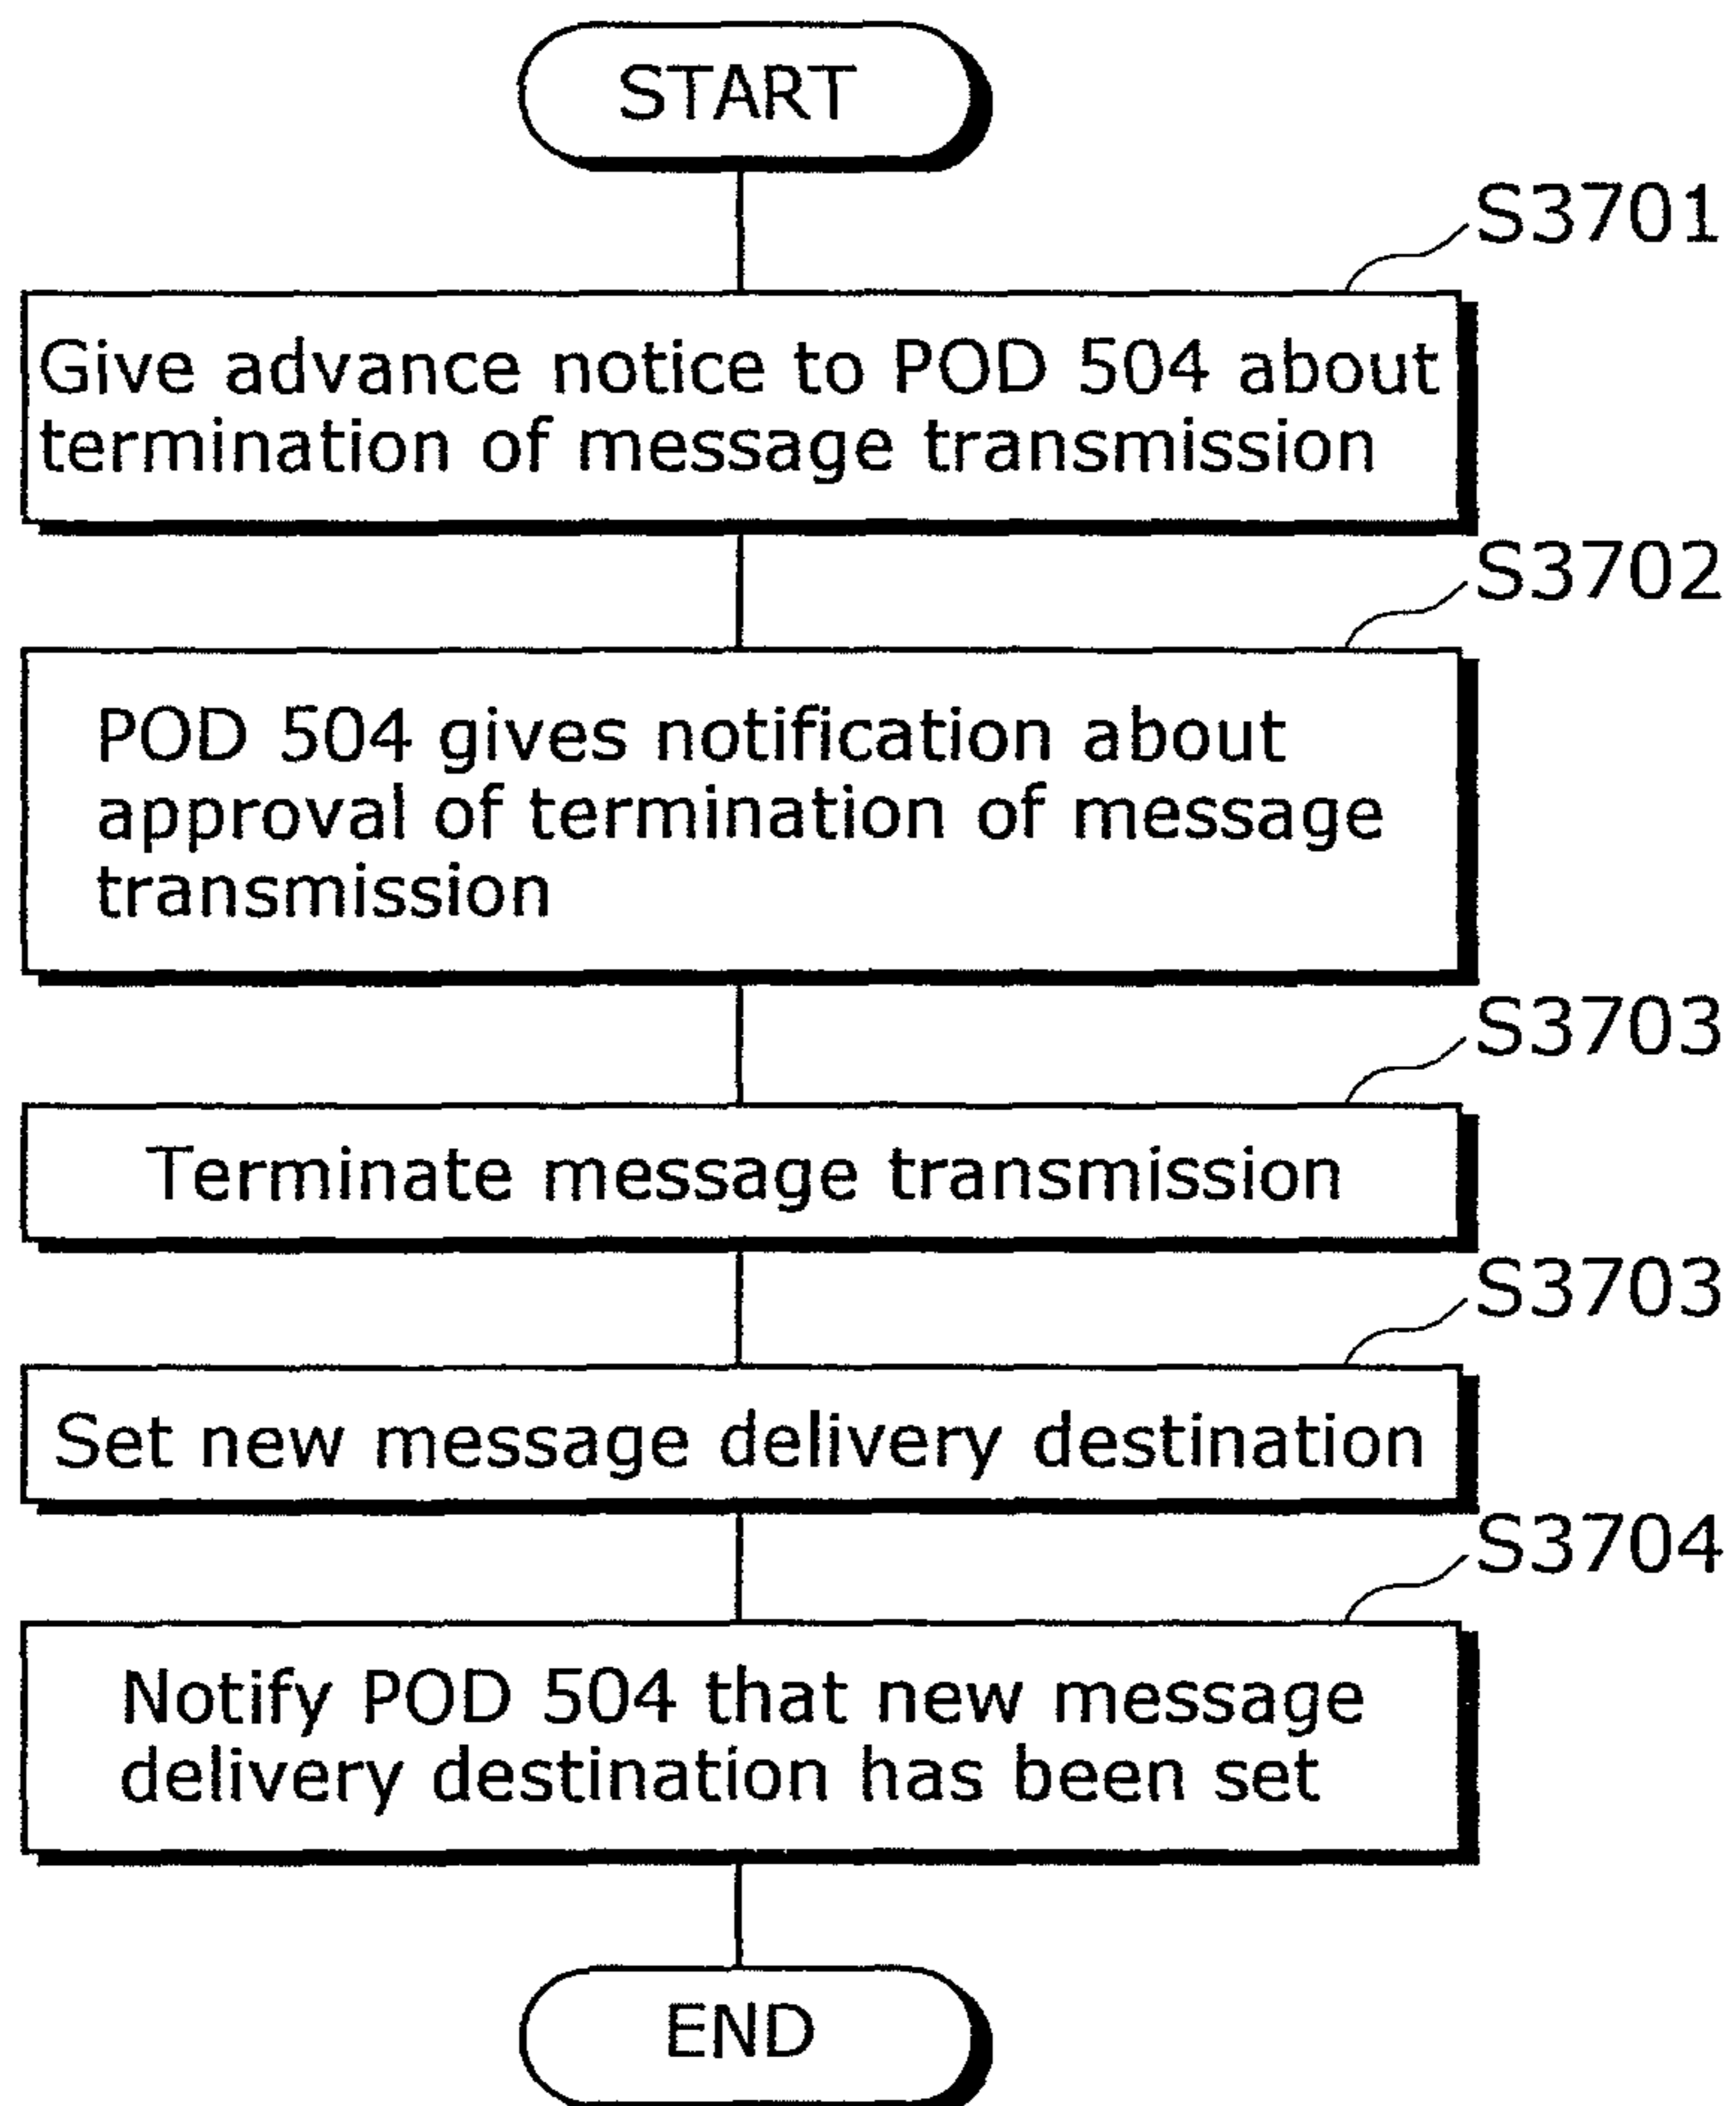 START
S3701
Give advance notice to POD 504 about
termination of message transmission
S3702
POD 504 gives notification about
approval of termination of message
transmission
S3703
Terminate message transmission
S3703
Set new message delivery destination
S3704
Notify POD 504 that new message
delivery destination has been set
END